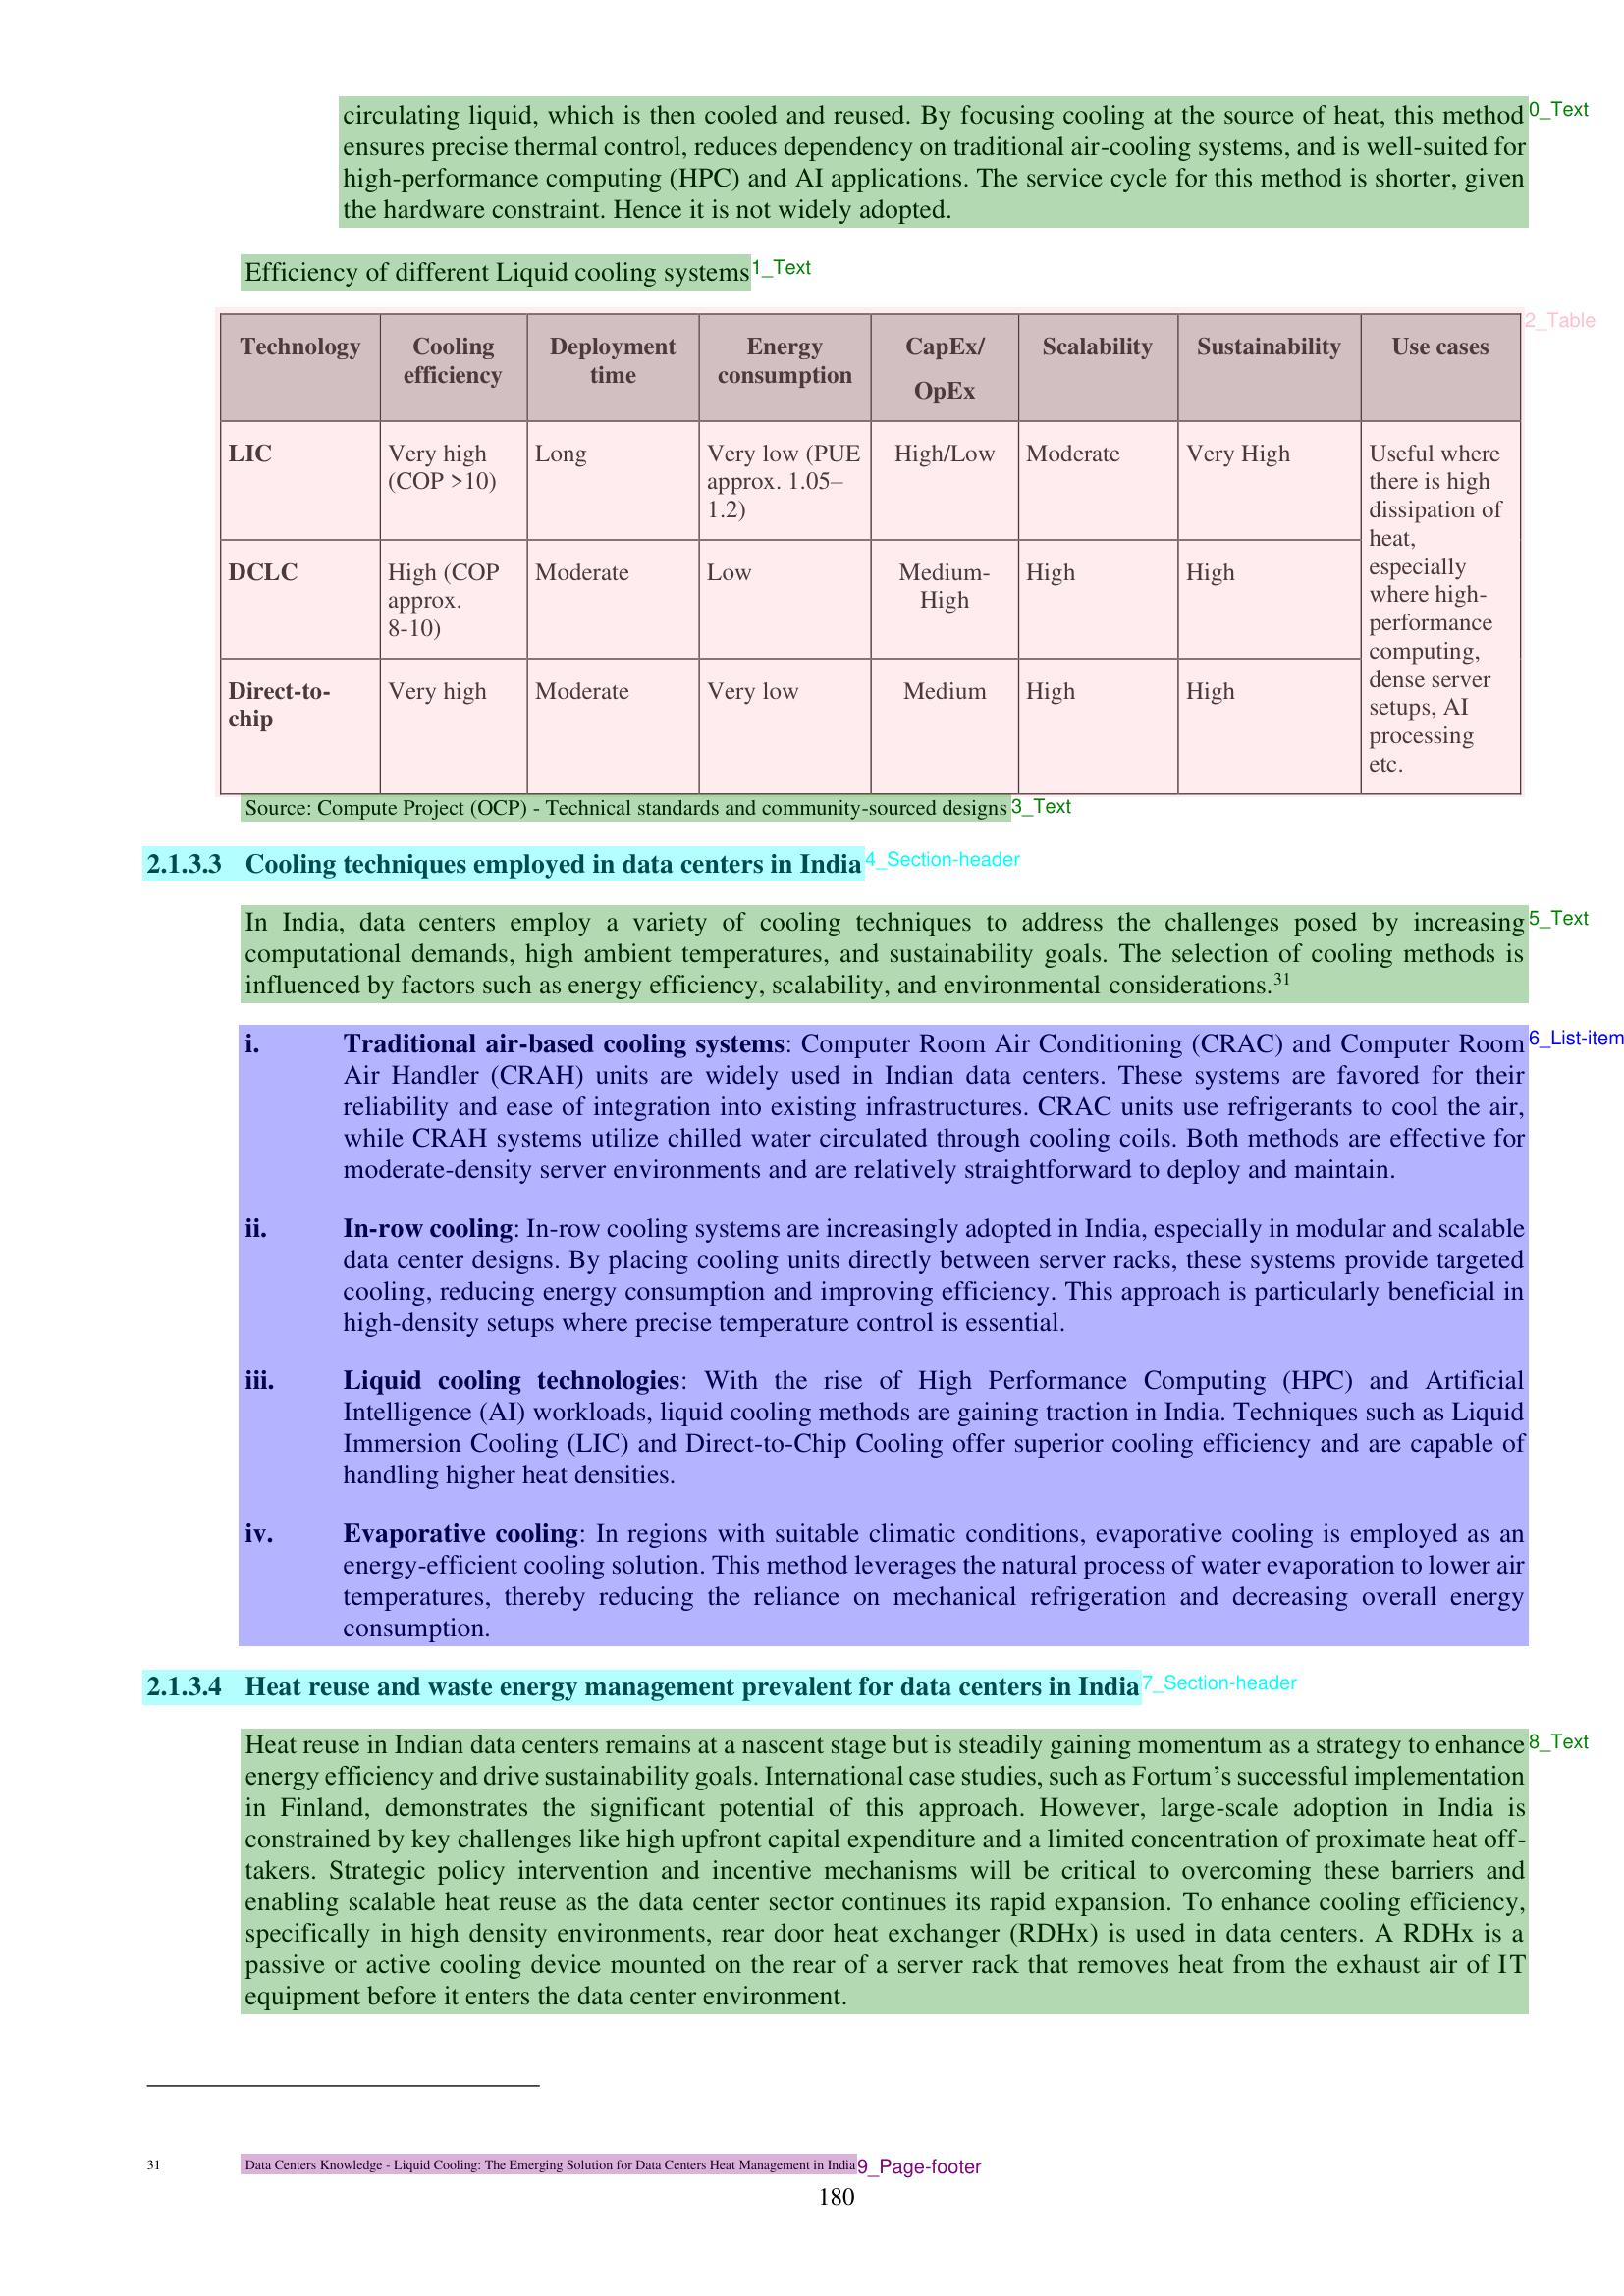 circulating liquid, which is then cooled and reused. By focusing cooling at the source of heat, this method
ensures precise thermal control, reduces dependency on traditional air-cooling systems, and is well-suited for
high-performance computing (HPC) and AI applications. The service cycle for this method is shorter, given
the hardware constraint. Hence it is not widely adopted.
0_Text
Efficiency of different Liquid cooling systems
1_Text
2_Table
Technology Cooling efficiency Deployment time Energy consumption CapEx/ OpEx Scalability Sustainability Use cases
LIC Very high (COP >10) Long Very low (PUE approx. 1.05–1.2) High/Low Moderate Very High Useful where there is high dissipation of heat, especially where high-performance computing, dense server setups, AI processing etc.
DCLC High (COP approx. 8-10) Moderate Low Medium-High High High
Direct-to-chip Very high Moderate Very low Medium High High
Source: Compute Project (OCP) - Technical standards and community-sourced designs
3_Text
2.1.3.3 Cooling techniques employed in data centers in India
4_Section-header
In India, data centers employ a variety of cooling techniques to address the challenges posed by increasing
computational demands, high ambient temperatures, and sustainability goals. The selection of cooling methods is
influenced by factors such as energy efficiency, scalability, and environmental considerations.31
5_Text
i. Traditional air-based cooling systems: Computer Room Air Conditioning (CRAC) and Computer Room
Air Handler (CRAH) units are widely used in Indian data centers. These systems are favored for their
reliability and ease of integration into existing infrastructures. CRAC units use refrigerants to cool the air,
while CRAH systems utilize chilled water circulated through cooling coils. Both methods are effective for
moderate-density server environments and are relatively straightforward to deploy and maintain.
6_List-item
ii. In-row cooling: In-row cooling systems are increasingly adopted in India, especially in modular and scalable
data center designs. By placing cooling units directly between server racks, these systems provide targeted
cooling, reducing energy consumption and improving efficiency. This approach is particularly beneficial in
high-density setups where precise temperature control is essential.
iii. Liquid cooling technologies: With the rise of High Performance Computing (HPC) and Artificial
Intelligence (AI) workloads, liquid cooling methods are gaining traction in India. Techniques such as Liquid
Immersion Cooling (LIC) and Direct-to-Chip Cooling offer superior cooling efficiency and are capable of
handling higher heat densities.
iv. Evaporative cooling: In regions with suitable climatic conditions, evaporative cooling is employed as an
energy-efficient cooling solution. This method leverages the natural process of water evaporation to lower air
temperatures, thereby reducing the reliance on mechanical refrigeration and decreasing overall energy
consumption.
2.1.3.4 Heat reuse and waste energy management prevalent for data centers in India
7_Section-header
Heat reuse in Indian data centers remains at a nascent stage but is steadily gaining momentum as a strategy to enhance
energy efficiency and drive sustainability goals. International case studies, such as Fortum’s successful implementation
in Finland, demonstrates the significant potential of this approach. However, large-scale adoption in India is
constrained by key challenges like high upfront capital expenditure and a limited concentration of proximate heat off-
takers. Strategic policy intervention and incentive mechanisms will be critical to overcoming these barriers and
enabling scalable heat reuse as the data center sector continues its rapid expansion. To enhance cooling efficiency,
specifically in high density environments, rear door heat exchanger (RDHx) is used in data centers. A RDHx is a
passive or active cooling device mounted on the rear of a server rack that removes heat from the exhaust air of IT
equipment before it enters the data center environment.
8_Text
31 Data Centers Knowledge - Liquid Cooling: The Emerging Solution for Data Centers Heat Management in India
9_Page-footer
180